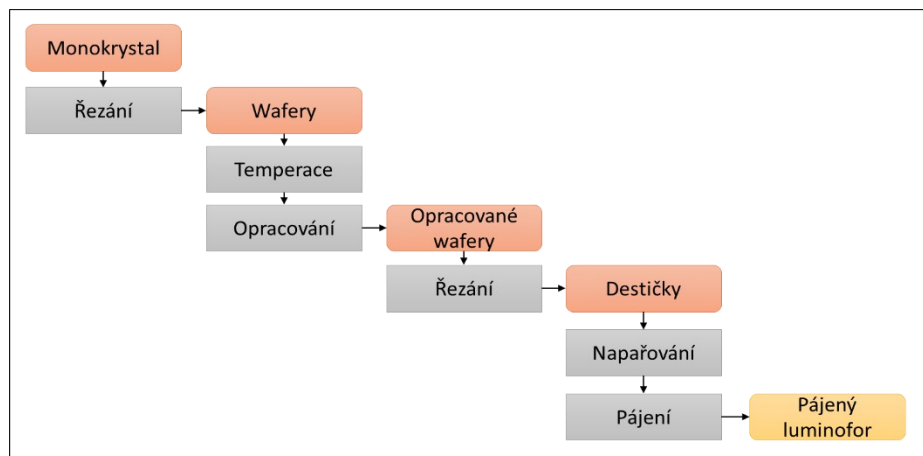 Monokrystal
Řezání
Wafery
Temperace
Opracování
Opracované
wafery
Řezání
Destičky
Napařování
Pájení
Pájený
luminofor